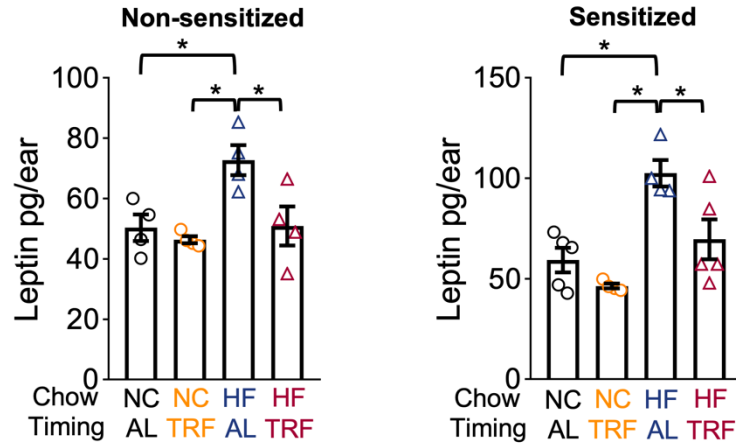 Non-sensitized
Sensitized
*
* *
*
* *
Leptin pg/ear
100
80
60
40
20
0
Leptin pg/ear
150
100
50
0
Chow NC NC HF HF
Timing AL TRF AL TRF
Chow NC NC HF HF
Timing AL TRF AL TRF